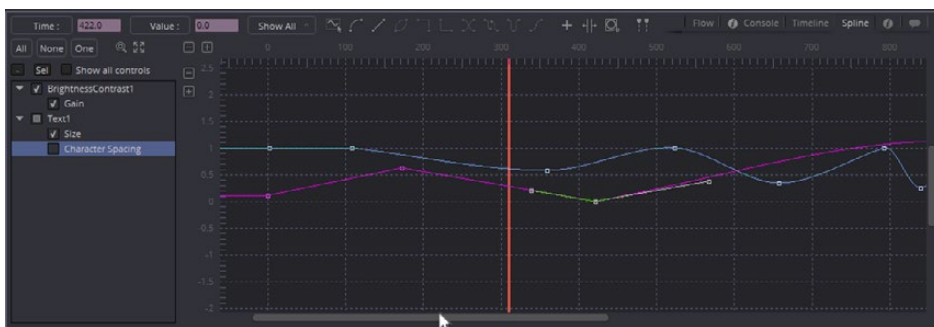 Time : 422.0 Value : 0.0 Show All Flow Console Timeline Spline
All None One 0 100 200 300 400 500 600 700 800
Sel Show all controls 2.5
BrightnessContrast1
Gain 2
Text1 1.5
Size
Character Spacing 1
0.5
0
-0.5
-1
-1.5
-2